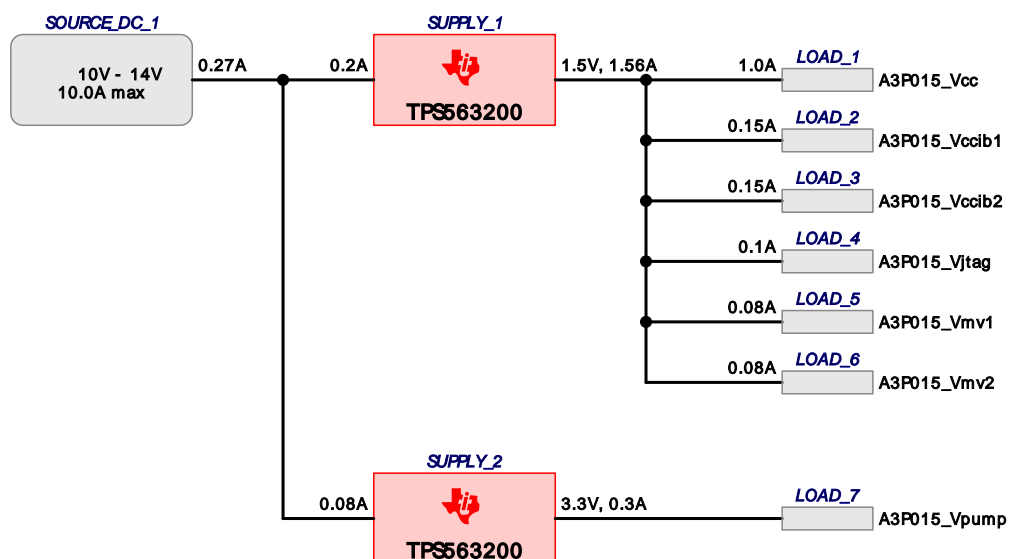 SOURCE_DC_1
10V - 14V
10.0A max
0.27A
0.2A
SUPPLY_1
TPS563200
1.5V, 1.56A
1.0A
LOAD_1
A3P015_Vcc
0.15A
LOAD_2
A3P015_Vccib1
0.15A
LOAD_3
A3P015_Vccib2
0.1A
LOAD_4
A3P015_Vjtag
0.08A
LOAD_5
A3P015_Vmv1
0.08A
LOAD_6
A3P015_Vmv2
0.08A
SUPPLY_2
TPS563200
3.3V, 0.3A
LOAD_7
A3P015_Vpump